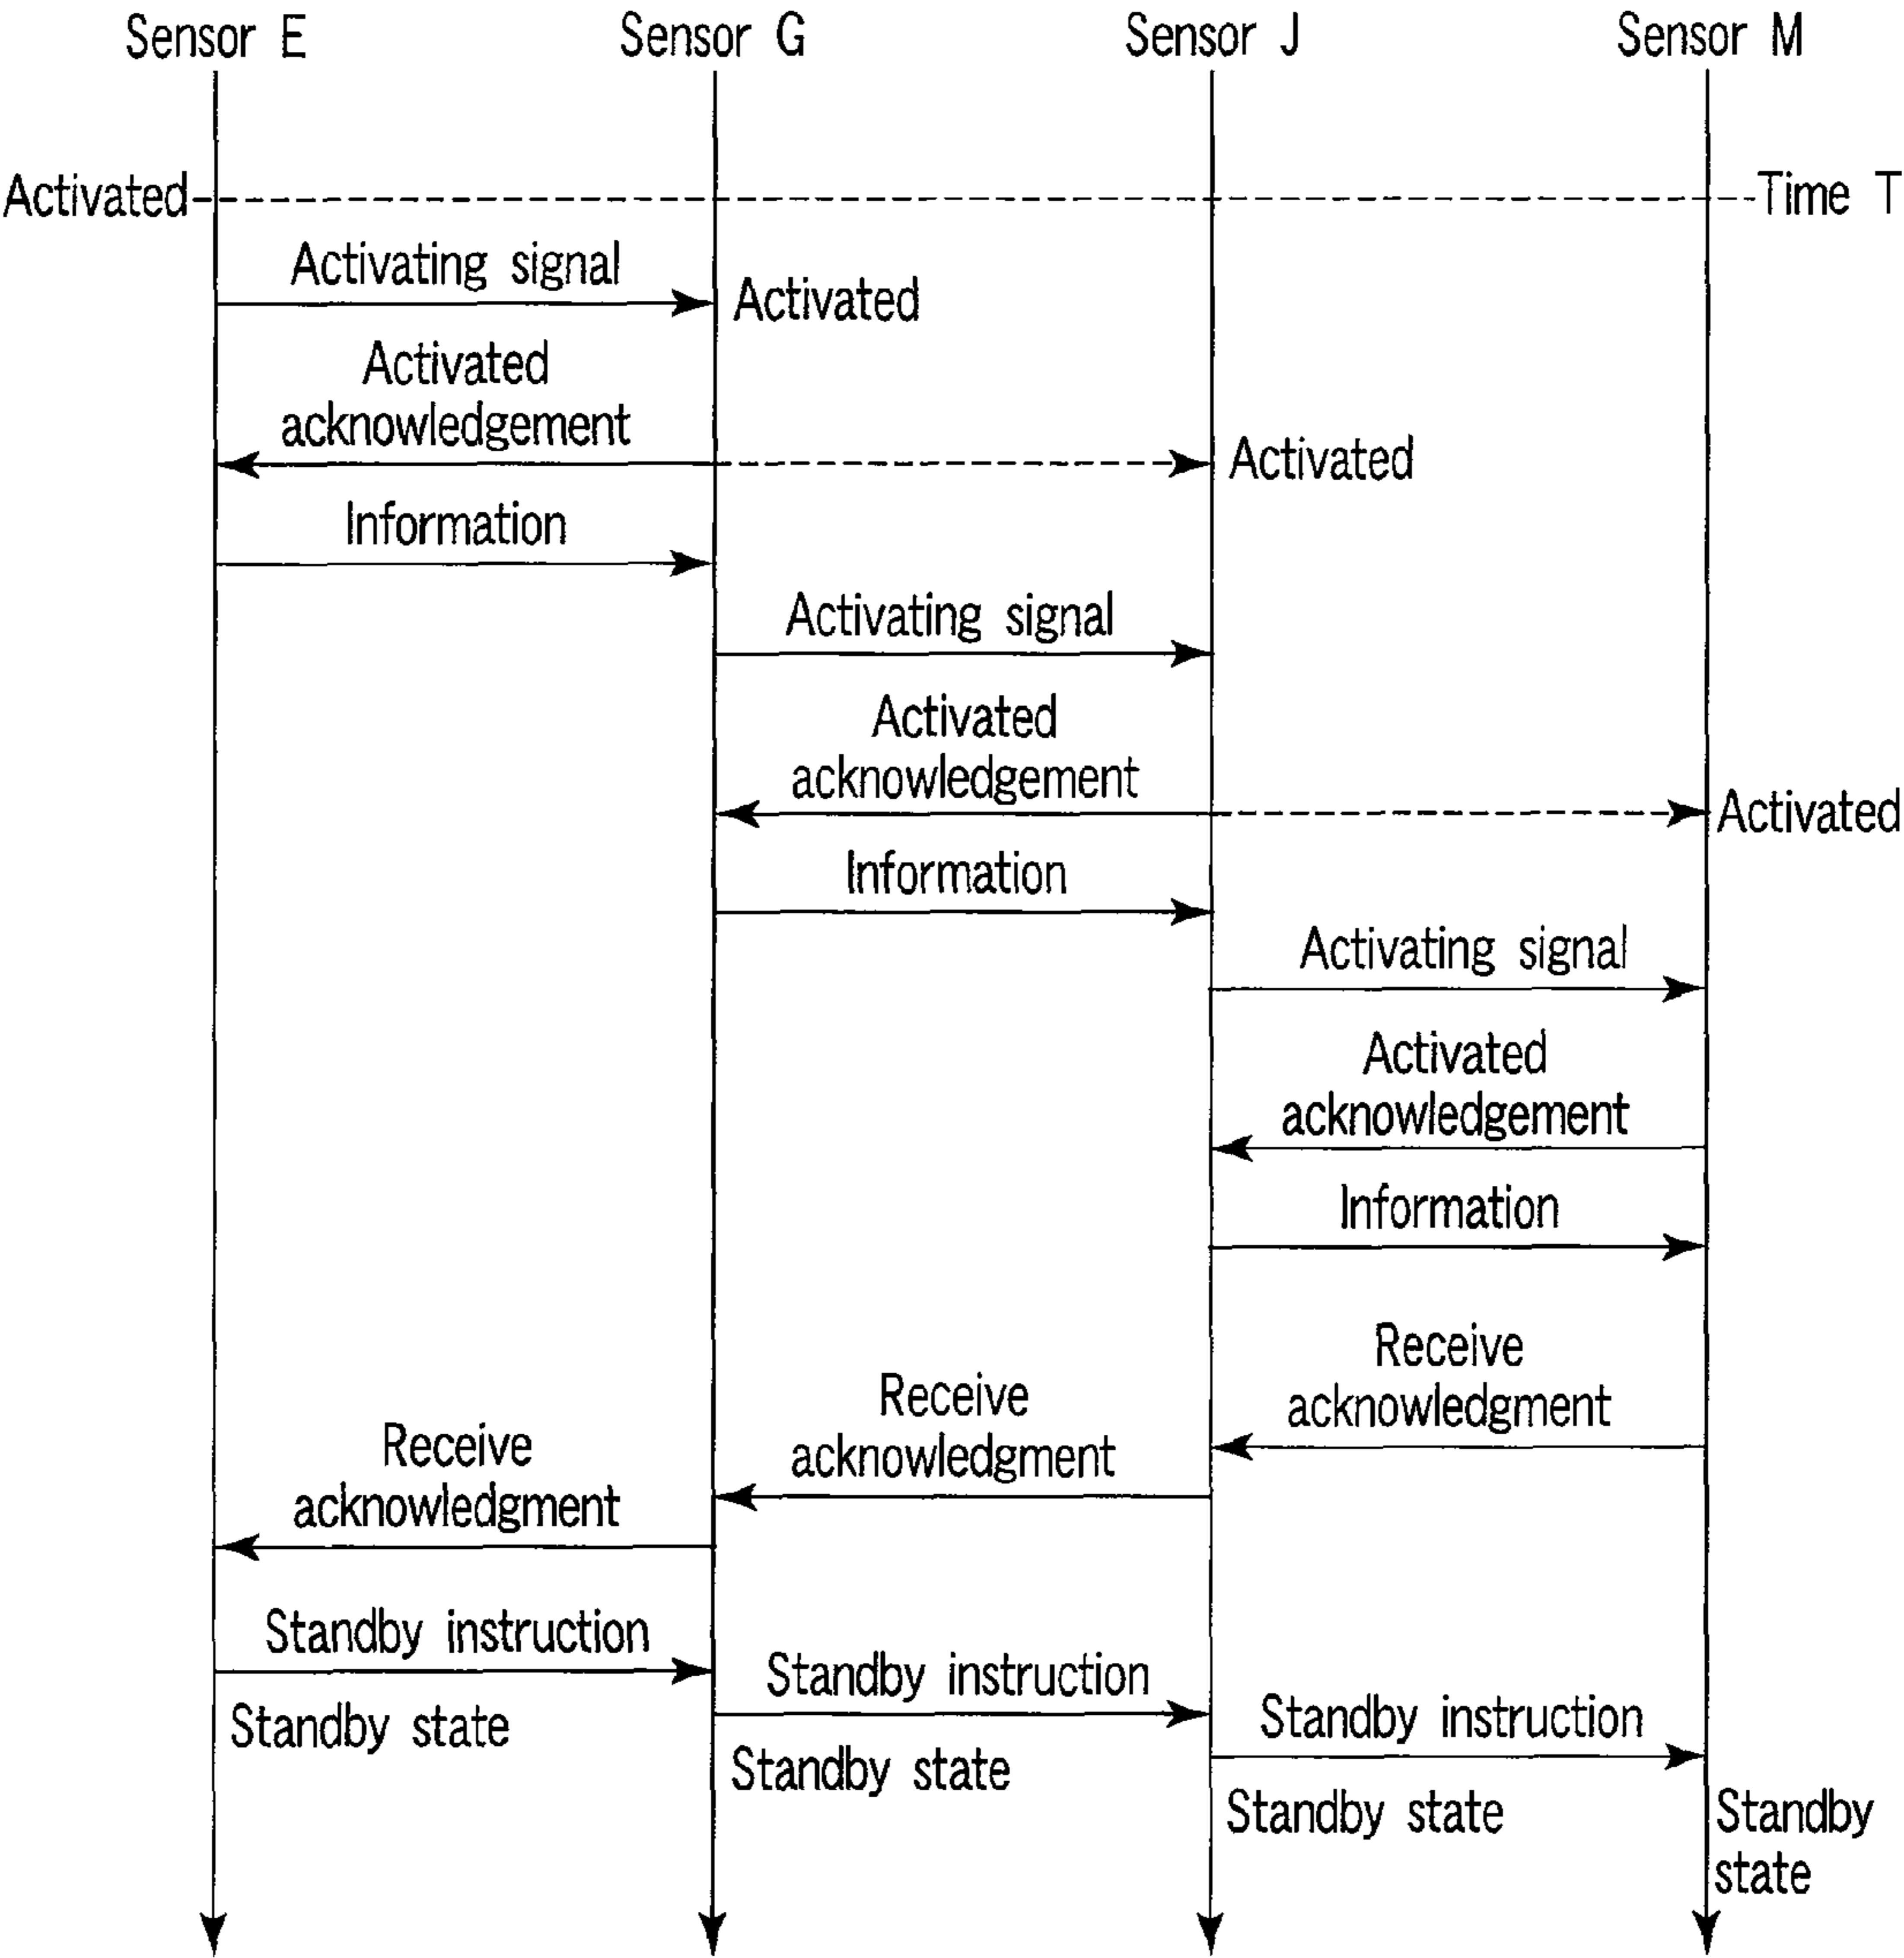 Sensor E
Sensor G
Sensor J
Sensor M
Activated
Time T
Activating signal
Activated
Activated
acknowledgement
Activated
Information
Activating signal
Activated
acknowledgement
Activated
Information
Activating signal
Activated
acknowledgement
Information
Receive
acknowledgment
Receive
acknowledgment
Receive
acknowledgment
Standby instruction
Standby instruction
Standby instruction
Standby state
Standby state
Standby state
Standby
state